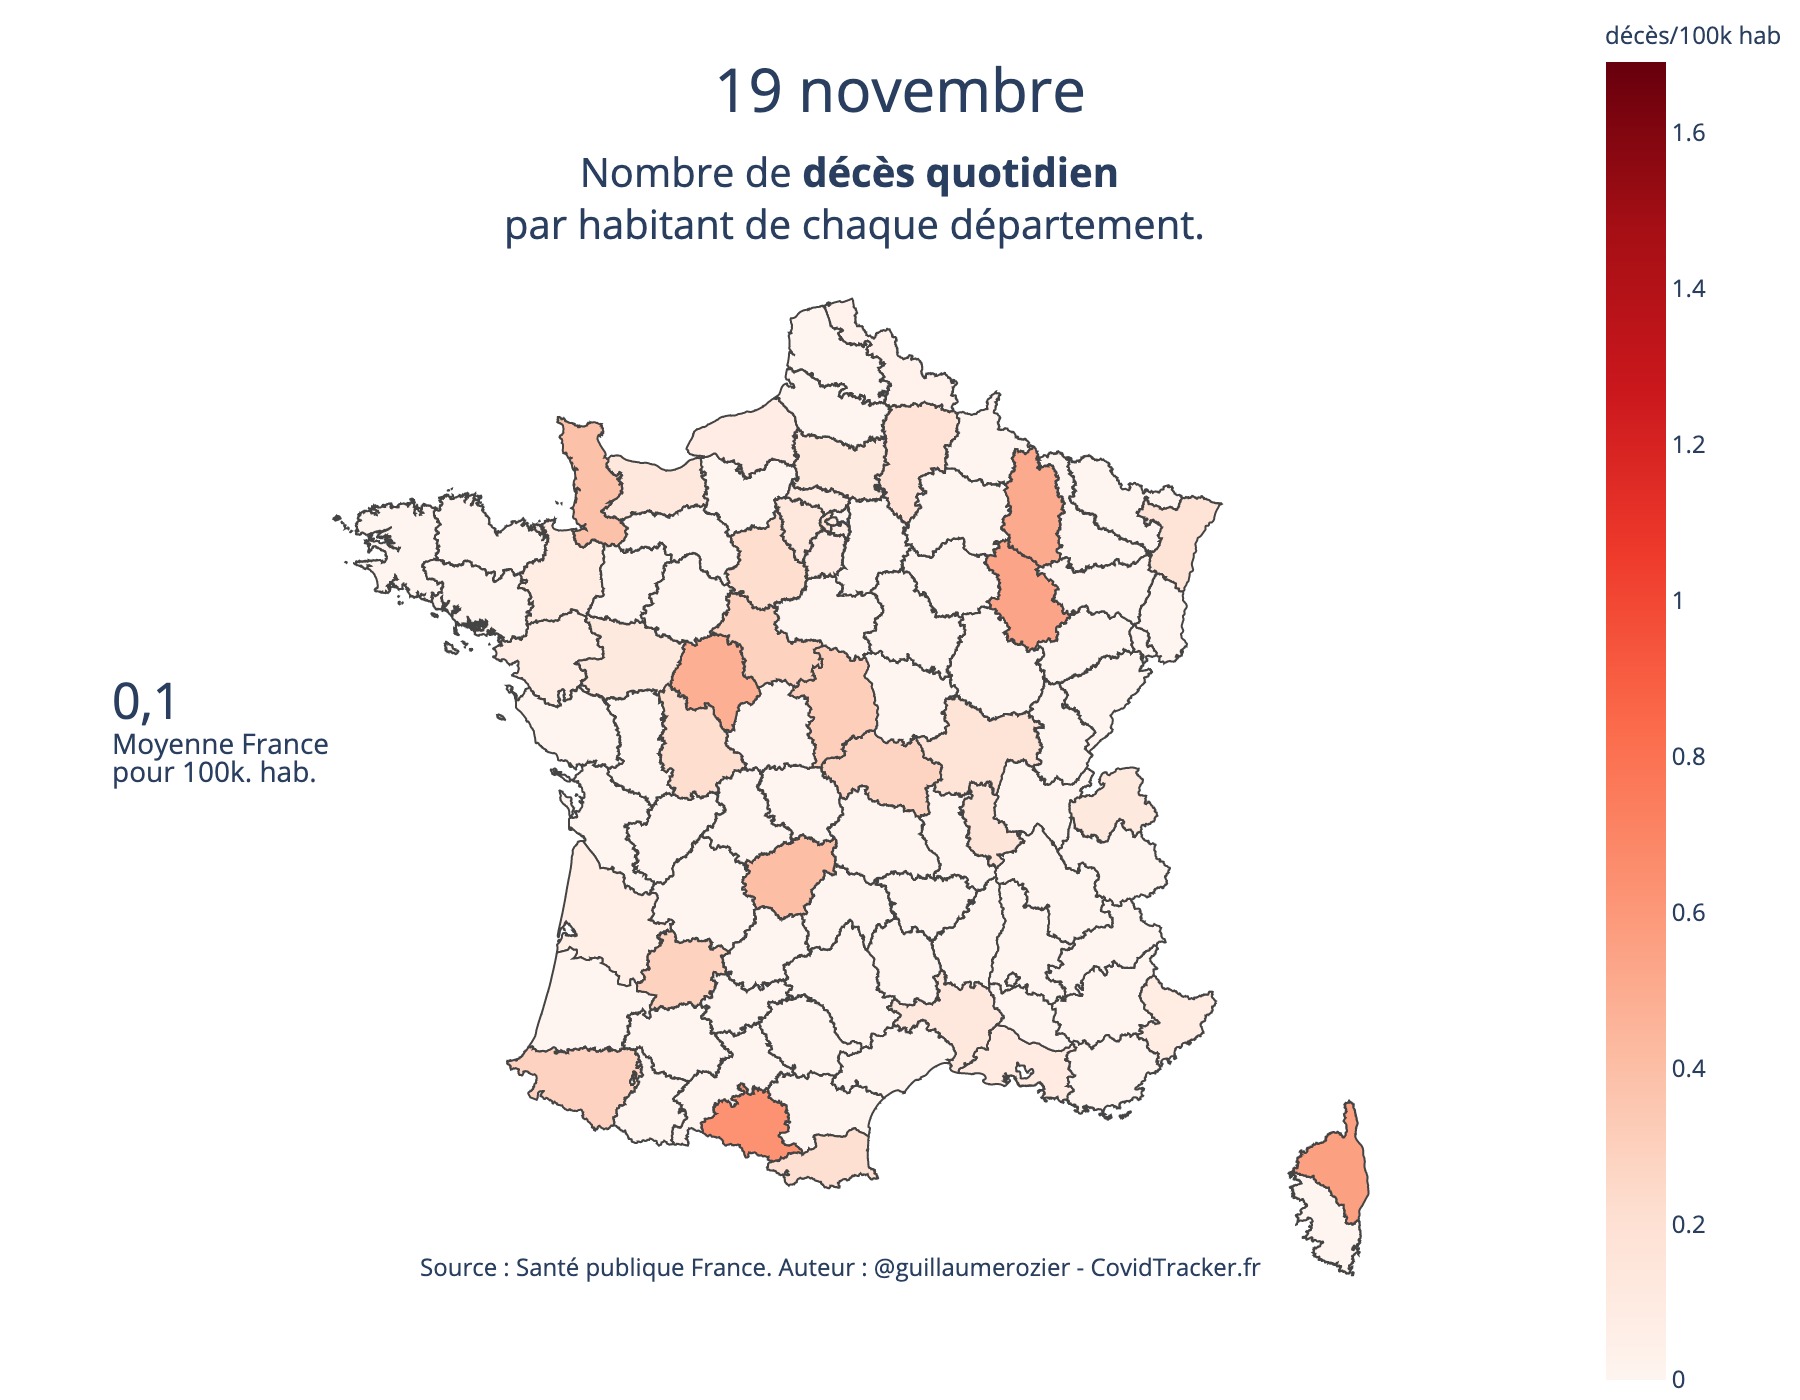 décès/100k hab
19 novembre
Nombre de décès quotidien
par habitant de chaque département.
1.6
1.4
1.2
1
0.8
0.6
0.4
0.2
0
0,1
Moyenne France
pour 100k. hab.
Source : Santé publique France. Auteur : @guillaumerozier - CovidTracker.fr